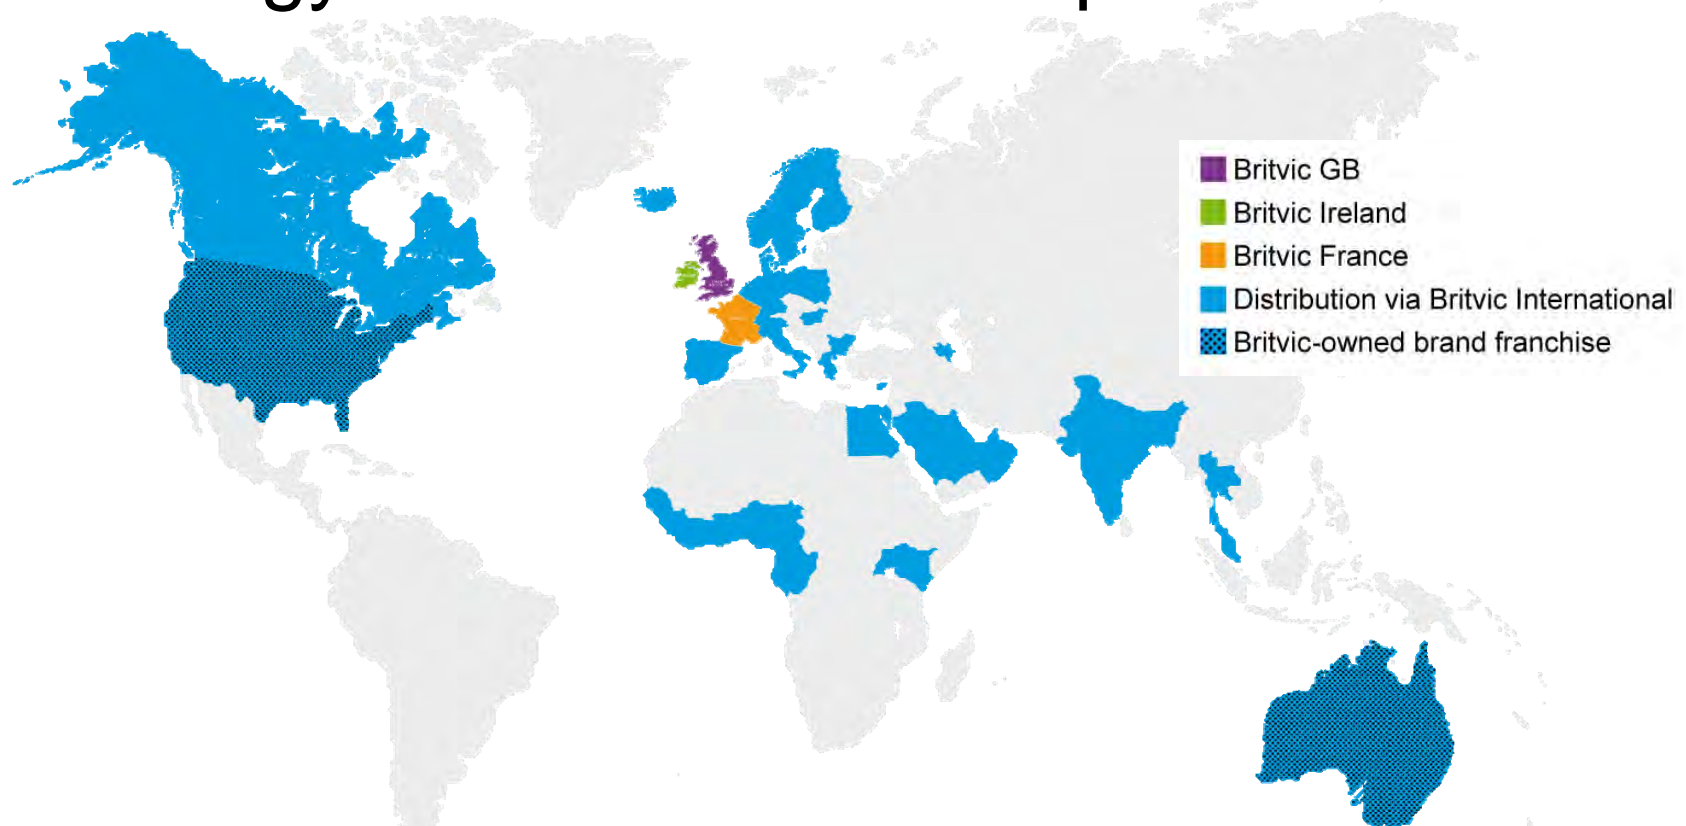 Britvic GB
Britvic Ireland
Britvic France
Distribution via Britvic International
Britvic-owned brand franchise